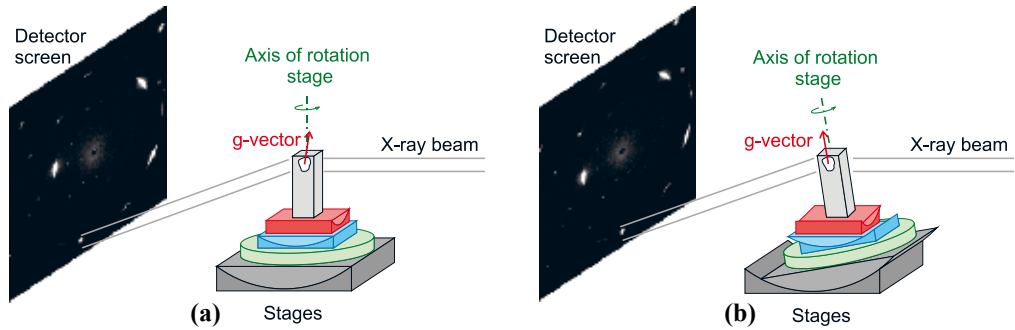 Detector
screen
Axis of rotation
stage
g-vector
X-ray beam
(a)
Stages
Detector
screen
Axis of rotation
stage
g-vector
X-ray beam
(b)
Stages